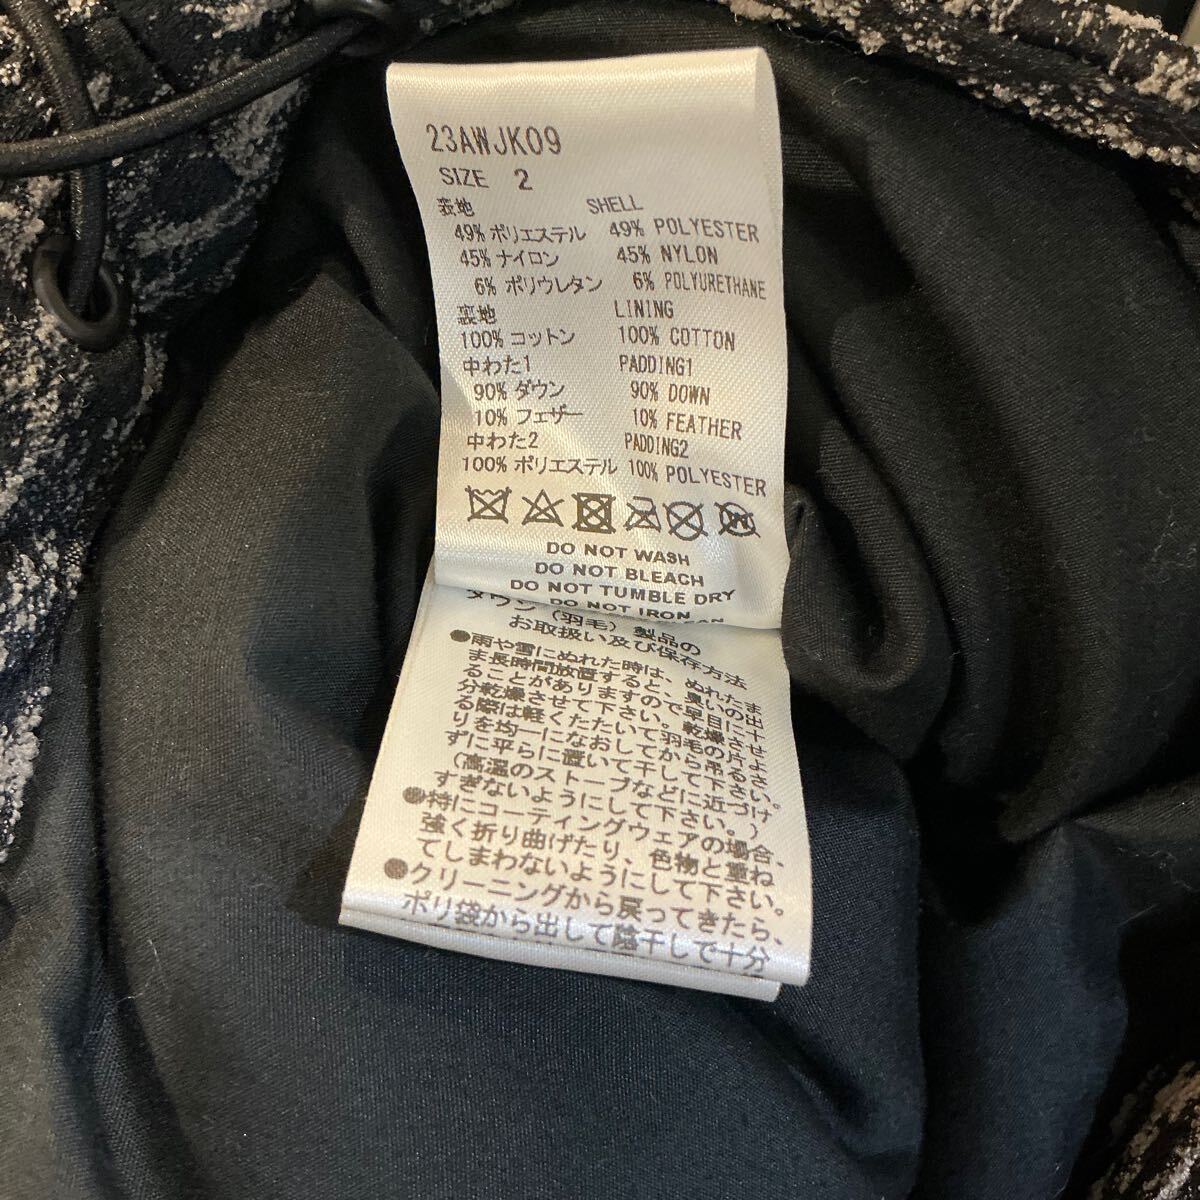 23AWJK09
SIZE 2
表地 SHELL
49% ポリエステル 49% POLYESTER
45% ナイロン 45% NYLON
6% ポリウレタン 6% POLYURETHANE
裏地 LINING
100% コットン 100% COTTON
中わた1 PADDING1
90% ダウン 90% DOWN
10% フェザー 10% FEATHER
中わた2 PADDING2
100% ポリエステル 100% POLYESTER
DO NOT WASH
DO NOT BLEACH
DO NOT TUMBLE DRY
DO NOT IRON
ダウン(羽毛)製品の
お取扱い及び保存方法
●雨や雪にぬれた時は、ぬれたま
ま長時間放置すると、臭いの出
ることがありますので早目に十
分乾燥させて下さい。乾燥させ
る際は軽くたたいて羽毛の片よ
りを均一になおしてから吊るさ
ずに平らに置いて干して下さい。
(高温のストーブなどに近づけ
すぎないようにして下さい。)
●特にコーティングウェアの場合、
強く折り曲げたり、色物と重ね
てしまわないようにして下さい。
●クリーニングから戻ってきたら、
ポリ袋から出して陰干しで十分